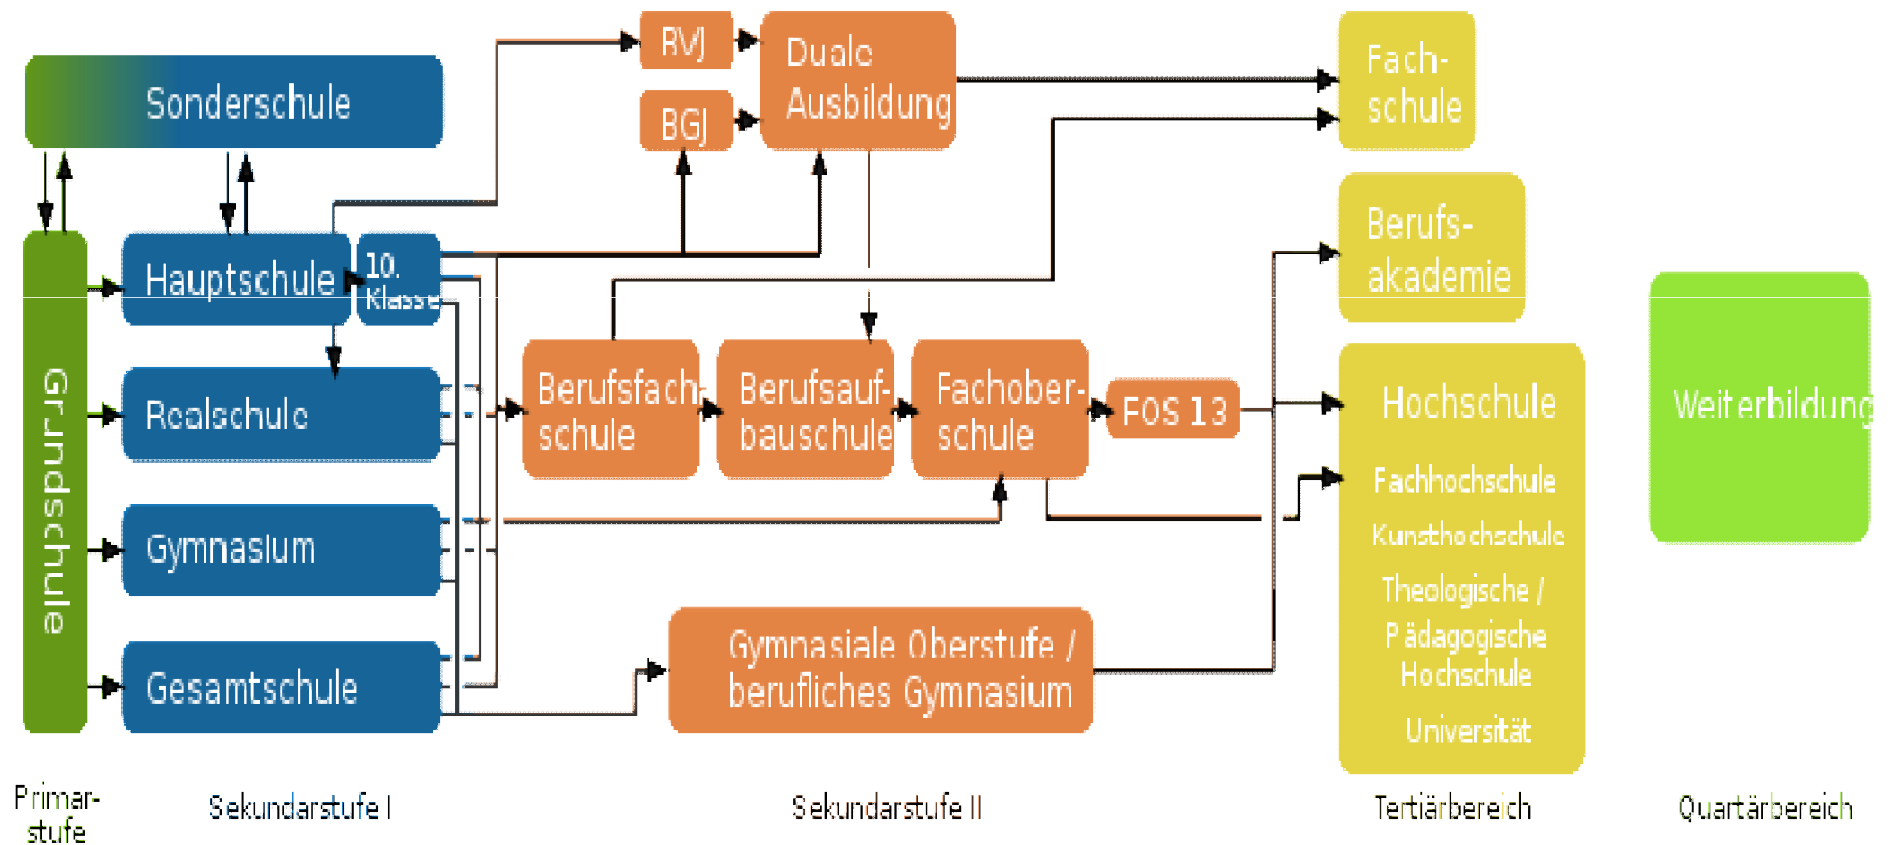 Sonderschule
Grundschule
Hauptschule
10.
Klasse
Realschule
Gymnasium
Gesamtschule
RVJ
BGJ
Duale
Ausbildung
Berufsfach-
schule
Berufsauf-
bauschule
Fachober-
schule
FOS 13
Gymnasiale Oberstufe /
berufliches Gymnasium
Fach-
schule
Berufs-
akademie
Hochschule
Fachhochschule
Kunsthochschule
Theologische /
Pädagogische
Hochschule
Universität
Weiterbildung
Primar-
stufe
Sekundarstufe I
Sekundarstufe II
Tertiärbereich
Quartärbereich